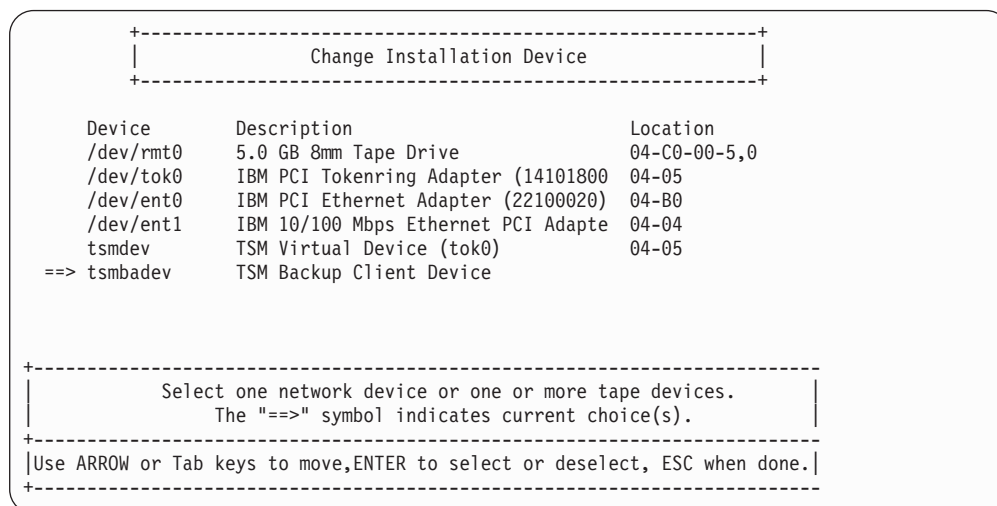 +---------------------------------------------------------+
| Change Installation Device |
+---------------------------------------------------------+
Device Description Location
/dev/rmt0 5.0 GB 8mm Tape Drive 04-C0-00-5,0
/dev/tok0 IBM PCI Tokenring Adapter (14101800 04-05
/dev/ent0 IBM PCI Ethernet Adapter (22100020) 04-B0
/dev/ent1 IBM 10/100 Mbps Ethernet PCI Adapte 04-04
tsmdev TSM Virtual Device (tok0) 04-05
==> tsmbadev TSM Backup Client Device
+------------------------------------------------------------------------
| Select one network device or one or more tape devices. |
| The "==>" symbol indicates current choice(s). |
+------------------------------------------------------------------------
|Use ARROW or Tab keys to move,ENTER to select or deselect, ESC when done.|
+------------------------------------------------------------------------